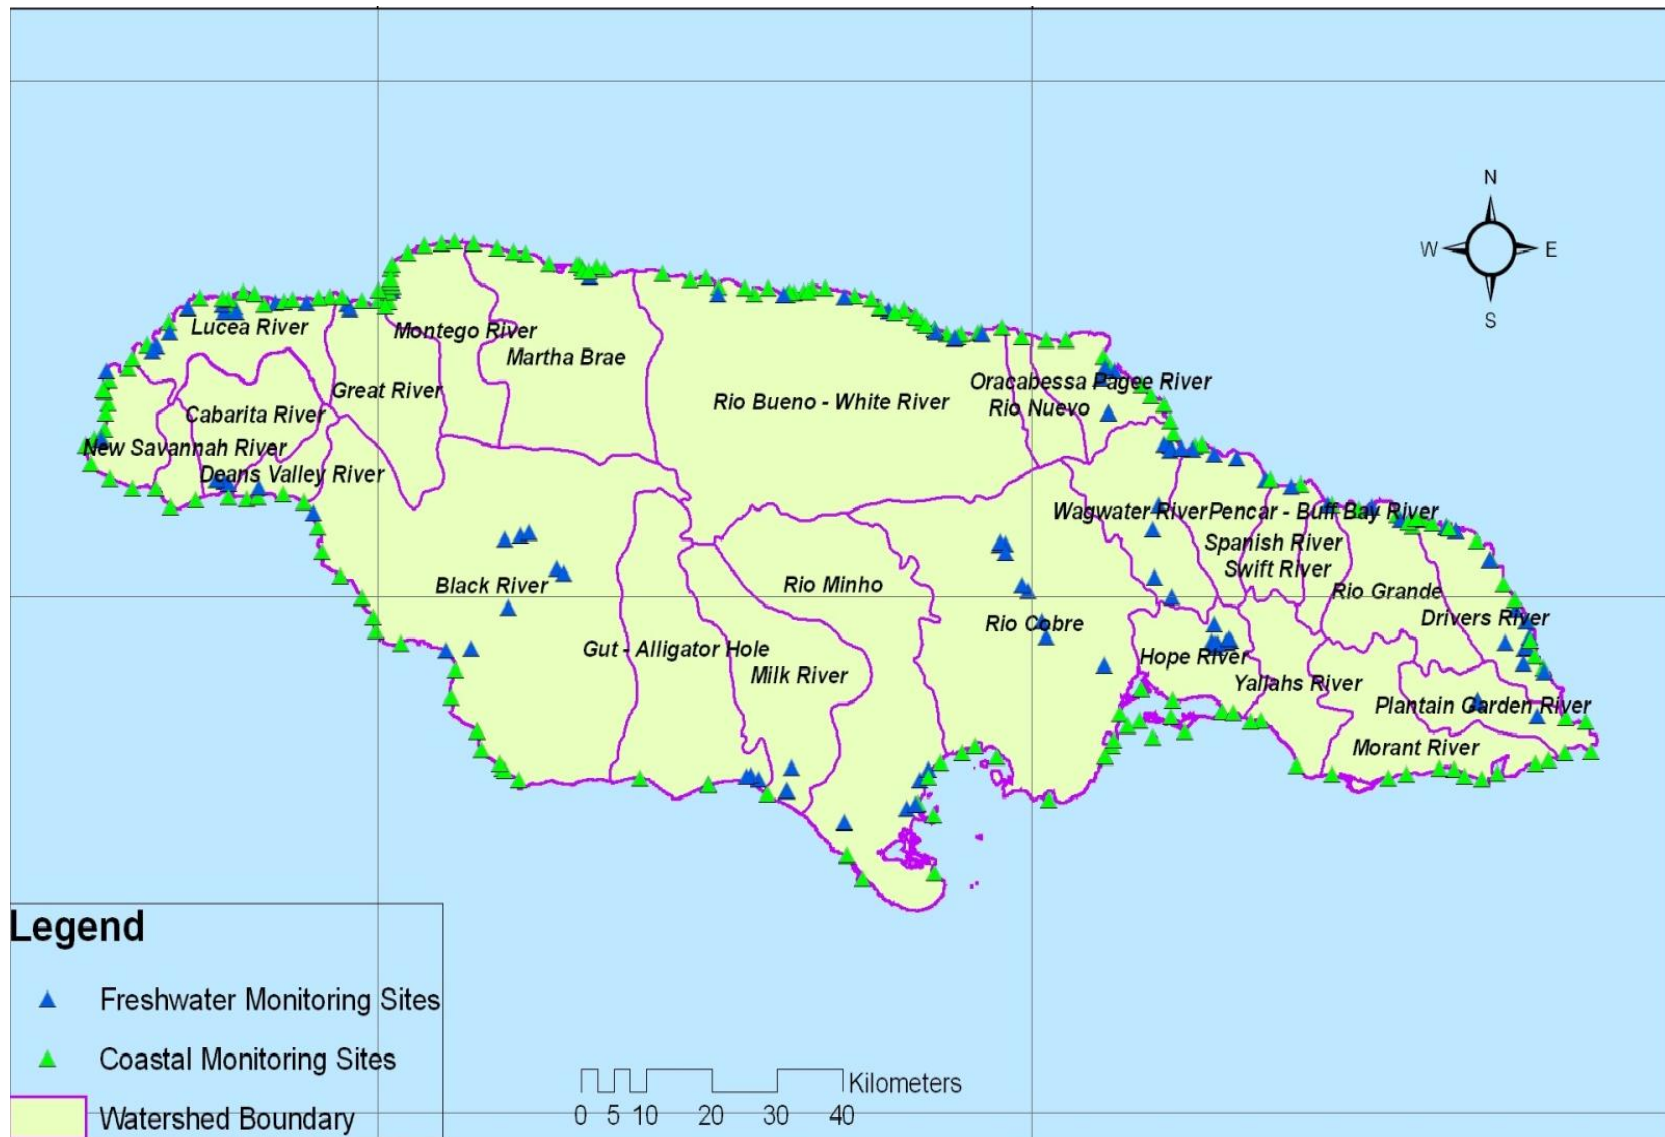 N
W E
S
Lucea River
Montego River
Martha Brae
Great River
Cabarita River
Rio Bueno - White River
Oracabessa Pagee River
Rio Nuevo
New Savannah River
Deans Valley River
Wagwater River
Pencar - Buff Bay River
Spanish River
Swift River
Black River
Rio Minho
Rio Grande
Rio Cobre
Drivers River
Gut - Alligator Hole
Hope River
Milk River
Yallahs River
Plantain Garden River
Morant River
Legend
Freshwater Monitoring Sites
Coastal Monitoring Sites
Watershed Boundary
Kilometers
0 5 10 20 30 40